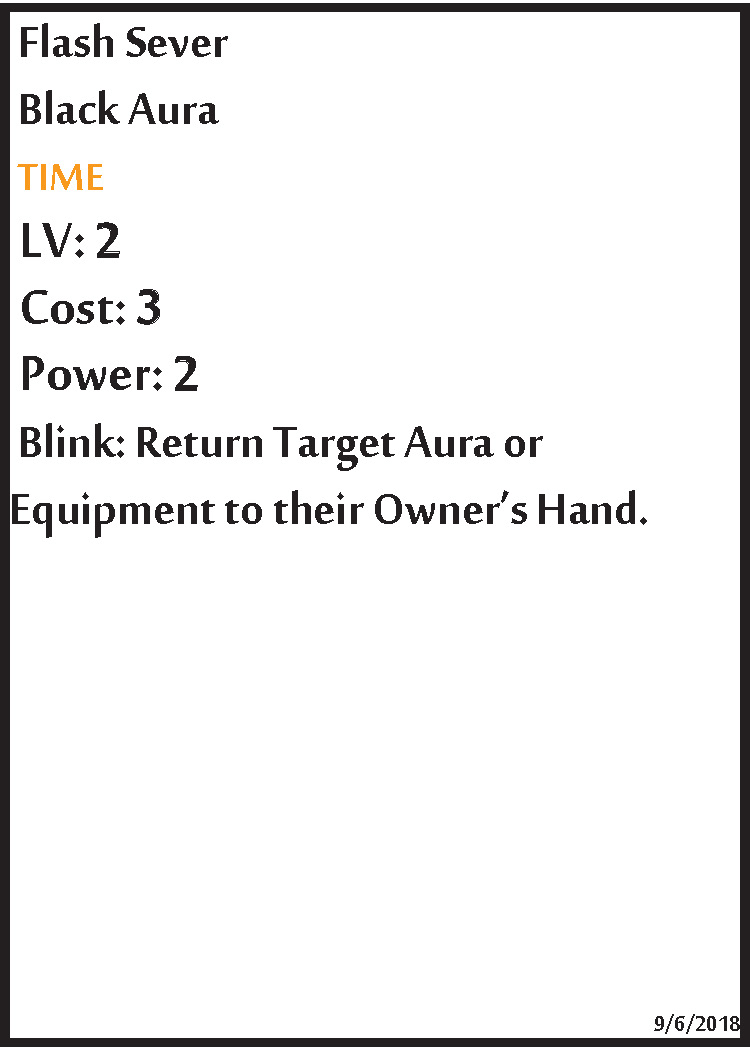 Flash Sever
Black Aura
TIME
LV: 2
Cost: 3
Power: 2
Blink: Return Target Aura or
Equipment to their Owner’s Hand.
9/6/2018